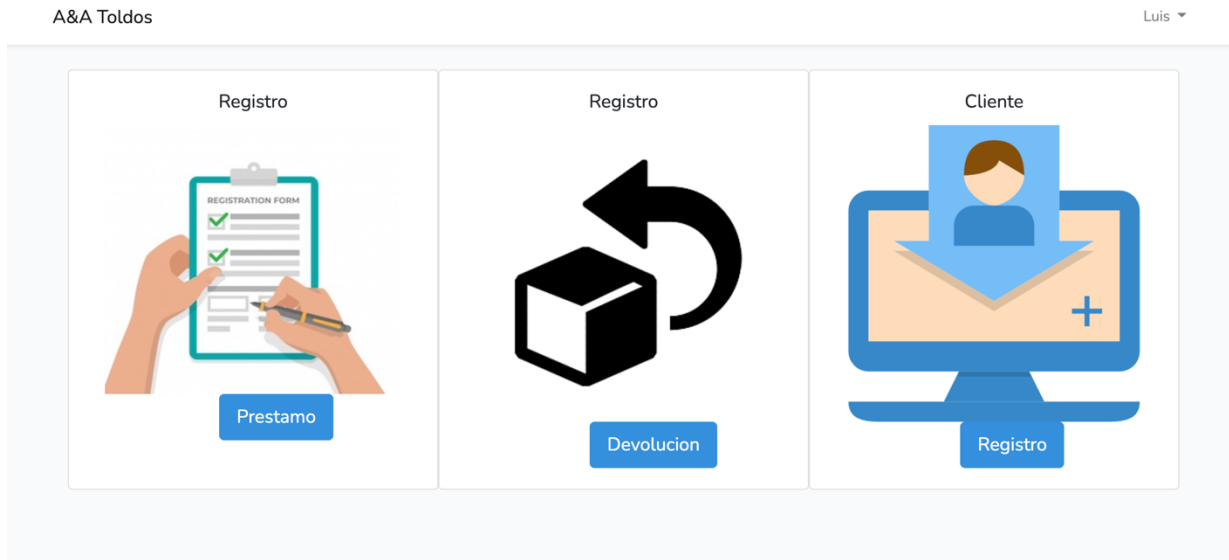 A&A Toldos
Luis
Registro
REGISTRATION FORM
Prestamo
Registro
Devolucion
Cliente
Registro